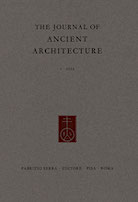 THE JOURNAL OF
ANCIENT
ARCHITECTURE
FABRIZIO SERRA · EDITORE, PISA · ROMA